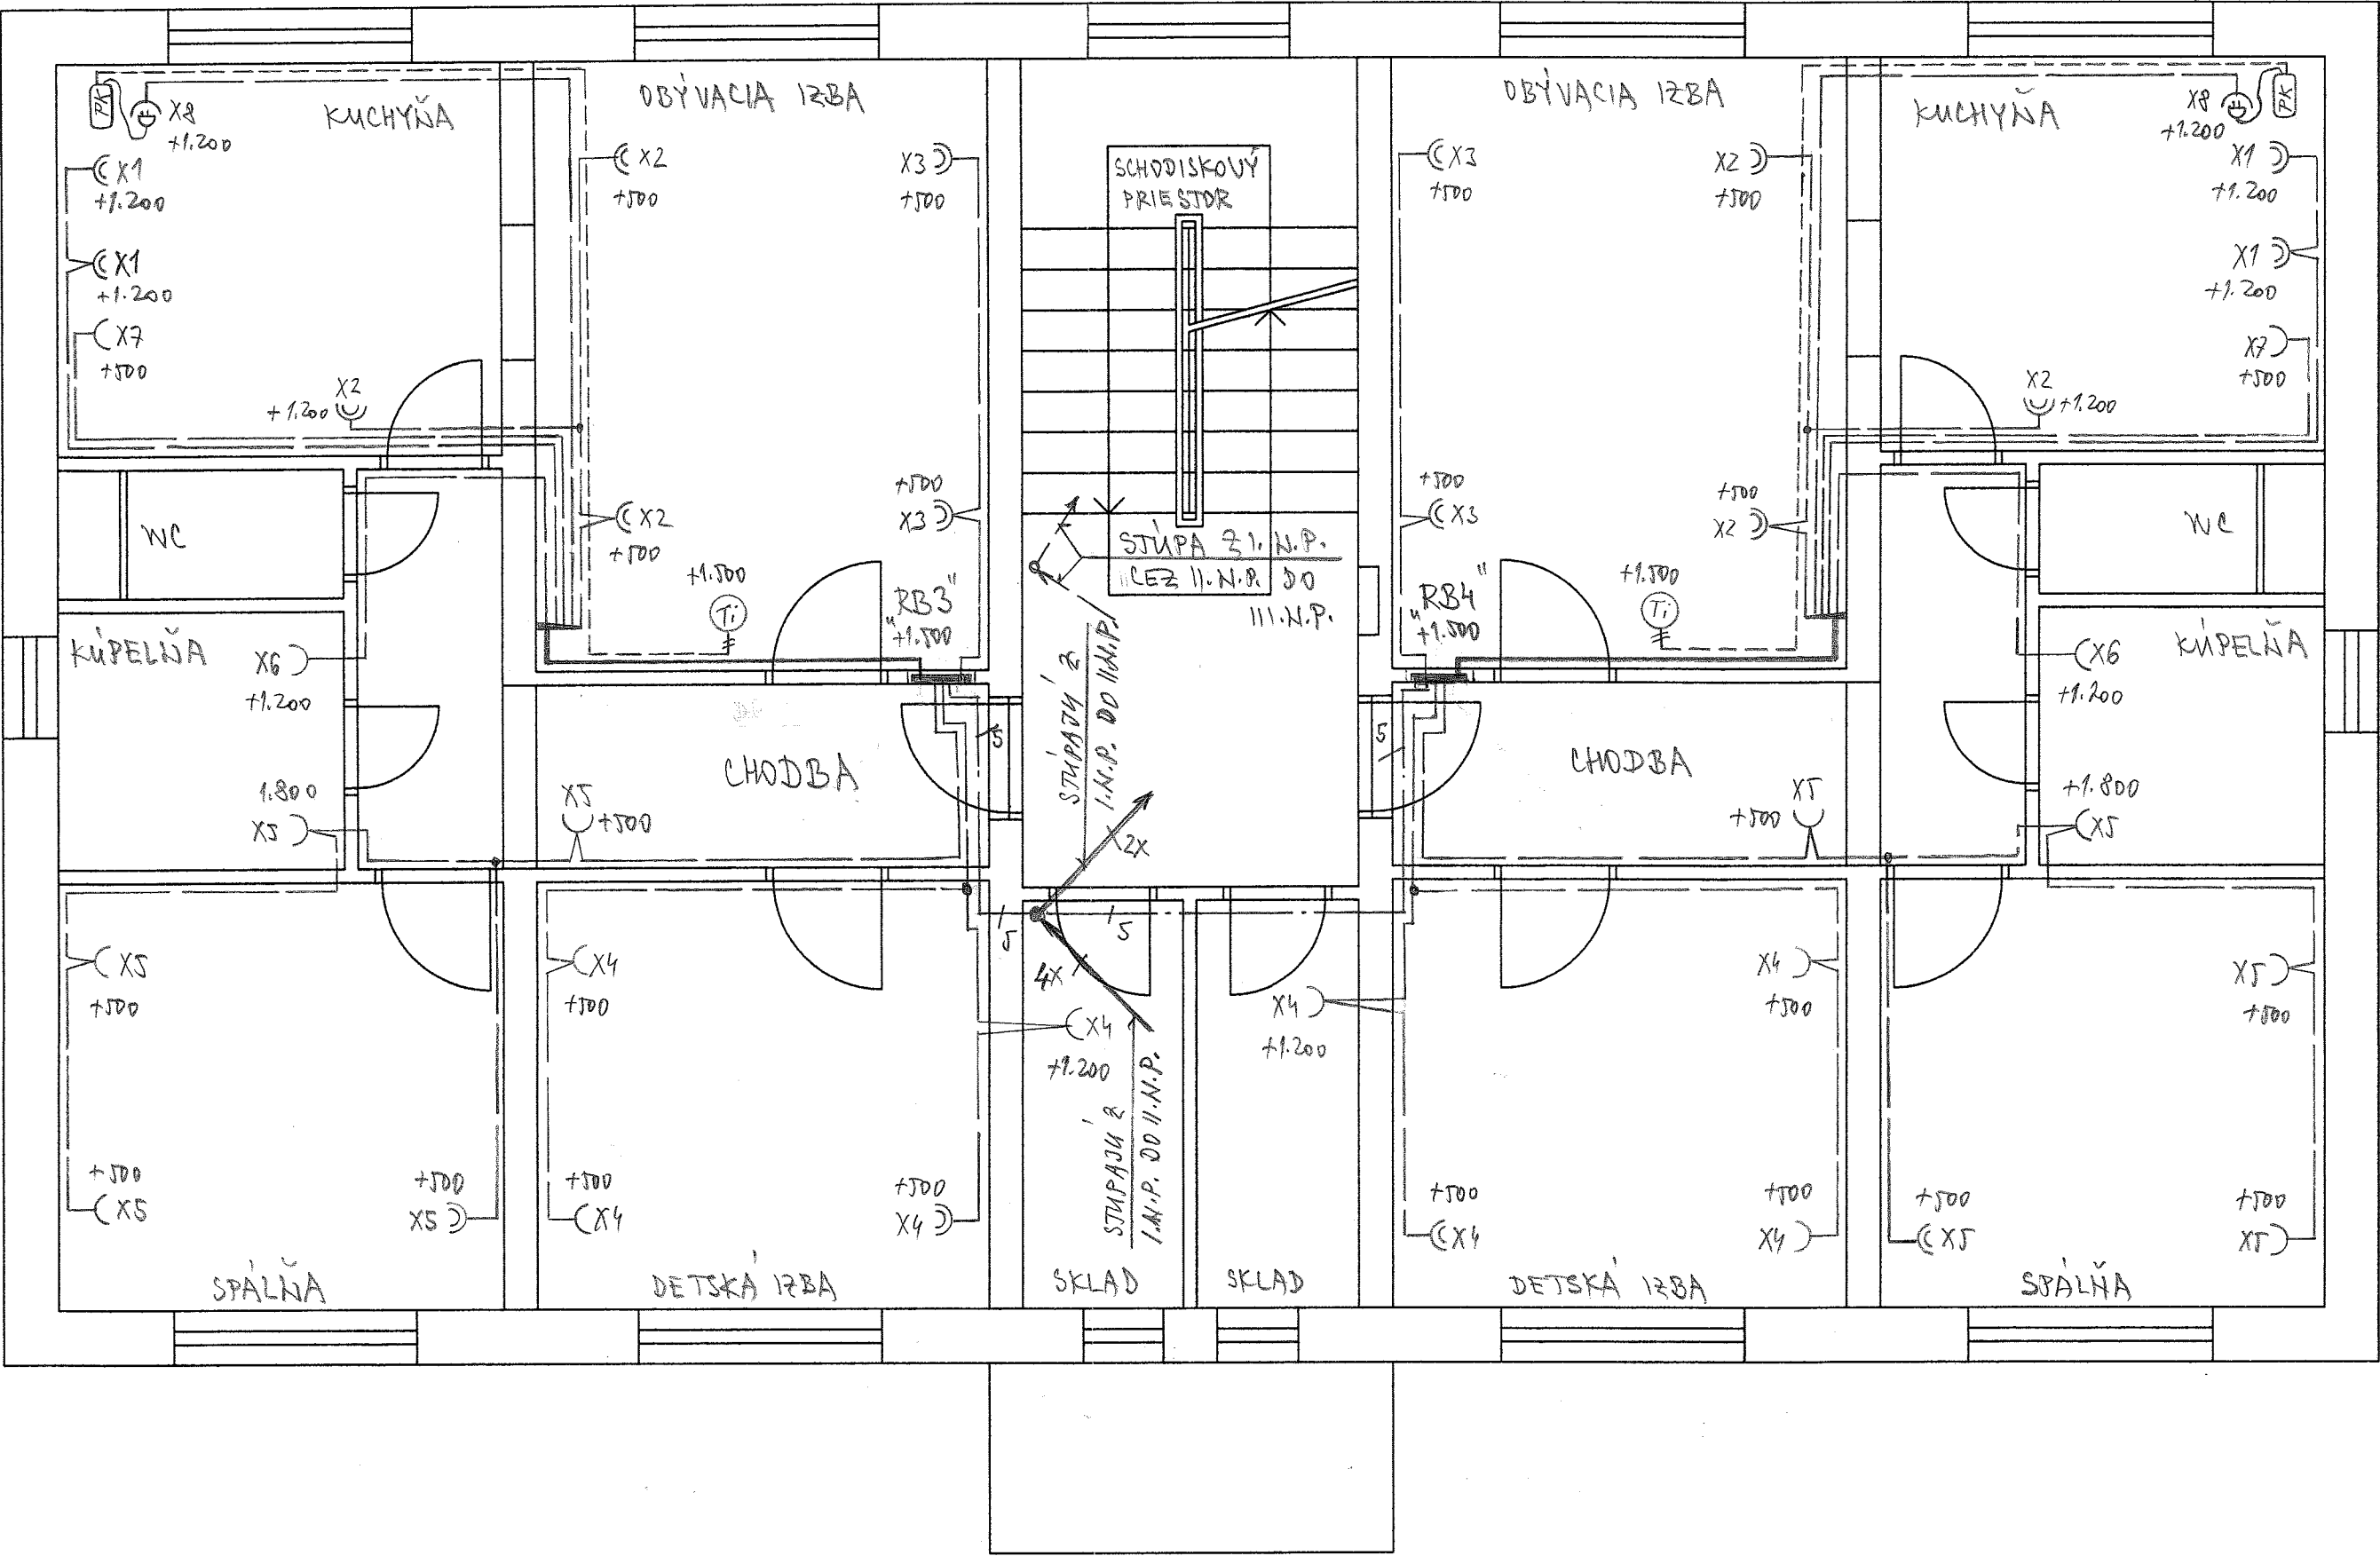 KUCHYŇA
PK
X8
+1.200
X1
+1.200
X1
+1.200
X7
+500
X2
+1.200
OBÝVACIA IZBA
X2
+500
X3
+500
X2
+500
+500
X3
+1.500
Ti
"RB3"
+1.500
SCHODISKOVÝ
PRIESTOR
STÚPA Z I.N.P.
CEZ II.N.P. DO
III.N.P.
OBÝVACIA IZBA
X3
+500
X2
+500
+500
X3
+500
X2
+1.500
Ti
"RB4"
+1.500
KUCHYŇA
X8
+1.200
PK
X1
+1.200
X1
+1.200
X7
+500
X2
+1.200
WC
KÚPELŇA
X6
+1.200
1.800
X5
CHODBA
X5
+500
5
STÚPAJÚ Z
I.N.P. DO II.N.P.
2x
5
CHODBA
X5
+500
WC
KÚPELŇA
X6
+1.200
+1.800
X5
X5
+500
+500
X5
+500
X5
SPÁLŇA
X4
+500
+500
X4
+500
X4
DETSKÁ IZBA
5
5
4x
X4
+1.200
STÚPAJÚ Z
I.N.P. DO II.N.P.
SKLAD
X4
+1.200
SKLAD
X4
+500
+500
X4
+500
X4
DETSKÁ IZBA
X5
+500
+500
X5
+500
X5
SPÁLŇA